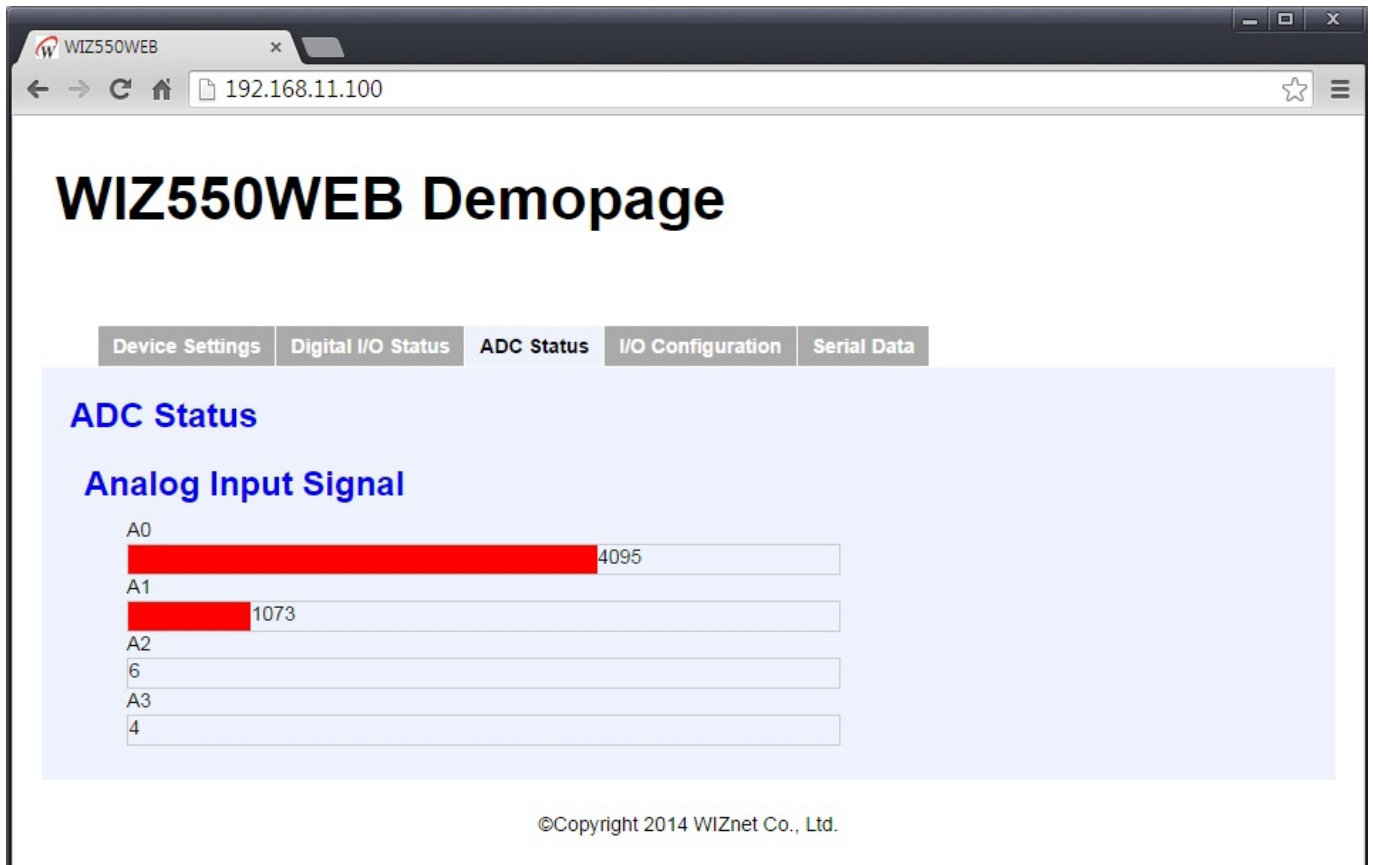 WIZ550WEB
192.168.11.100
WIZ550WEB Demopage
Device Settings Digital I/O Status ADC Status I/O Configuration Serial Data
ADC Status
Analog Input Signal
A0
4095
A1
1073
A2
6
A3
4
©Copyright 2014 WIZnet Co., Ltd.